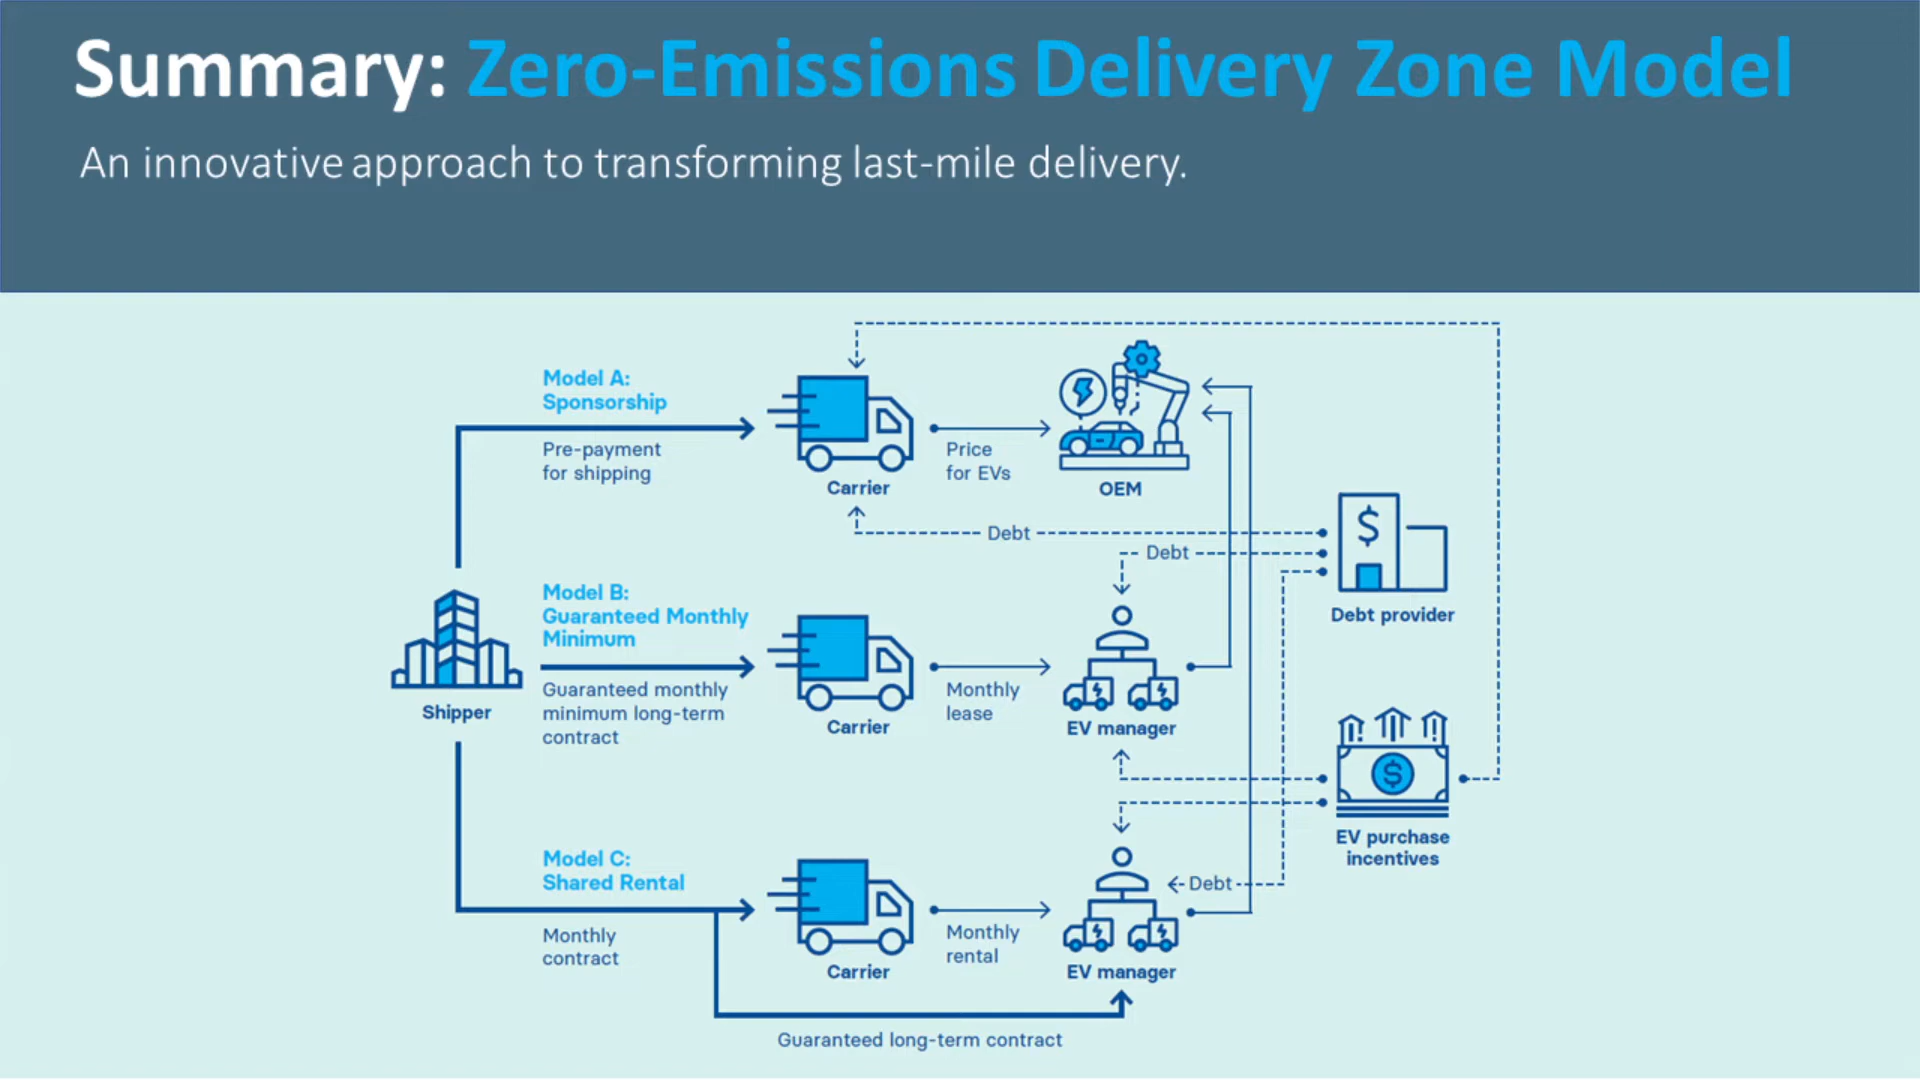 Summary: Zero-Emissions Delivery Zone Model
An innovative approach to transforming last-mile delivery.
Model A:
Sponsorship
Pre-payment
for shipping
Carrier
Price
for EVs
OEM
Debt
Debt
$
Debt provider
Shipper
Model B:
Guaranteed Monthly
Minimum
Guaranteed monthly
minimum long-term
contract
Carrier
Monthly
lease
EV manager
$
EV purchase
incentives
Model C:
Shared Rental
Monthly
contract
Carrier
Monthly
rental
Debt
EV manager
Guaranteed long-term contract